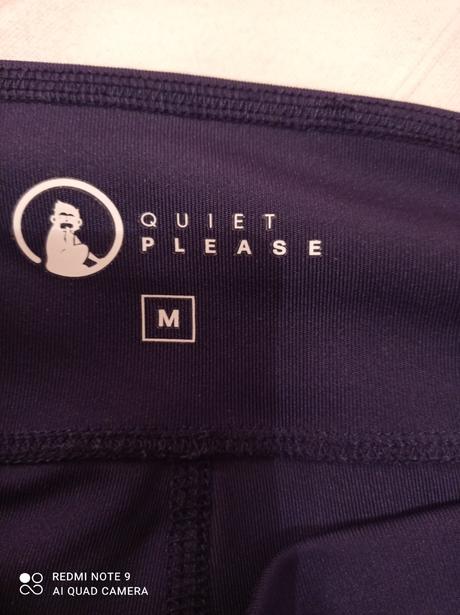 QUIET
PLEASE
M
REDMI NOTE 9
AI QUAD CAMERA